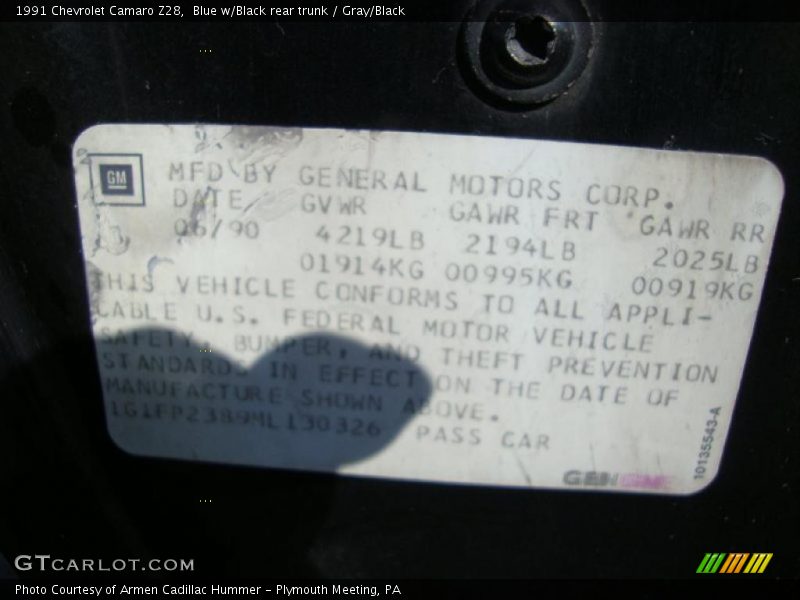 1991 Chevrolet Camaro Z28,  Blue w/Black rear trunk / Gray/Black
GM
MFD BY GENERAL MOTORS CORP.
DATE GVWR GAWR FRT GAWR RR
06/90 4219LB 2194LB 2025LB
01914KG 00995KG 00919KG
THIS VEHICLE CONFORMS TO ALL APPLI-
CABLE U.S. FEDERAL MOTOR VEHICLE
SAFETY, BUMPER, AND THEFT PREVENTION
STANDARDS IN EFFECT ON THE DATE OF
MANUFACTURE SHOWN ABOVE.
1G1FP2389ML130326 PASS CAR
10135543-A
GTCARLOT.COM
Photo Courtesy of Armen Cadillac Hummer - Plymouth Meeting, PA